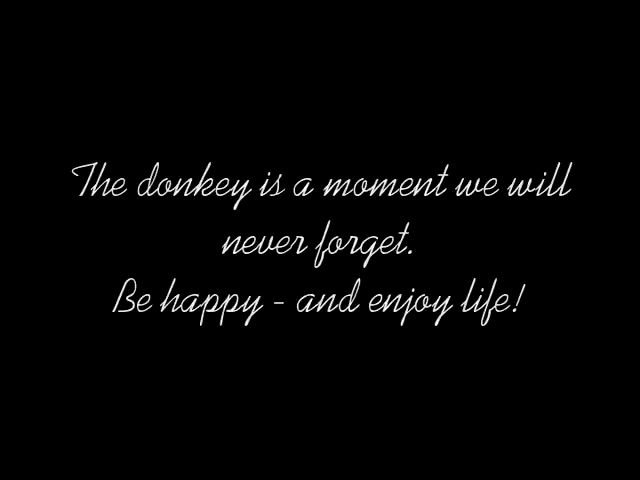 The donkey is a moment we will
never forget.
Be happy - and enjoy life!